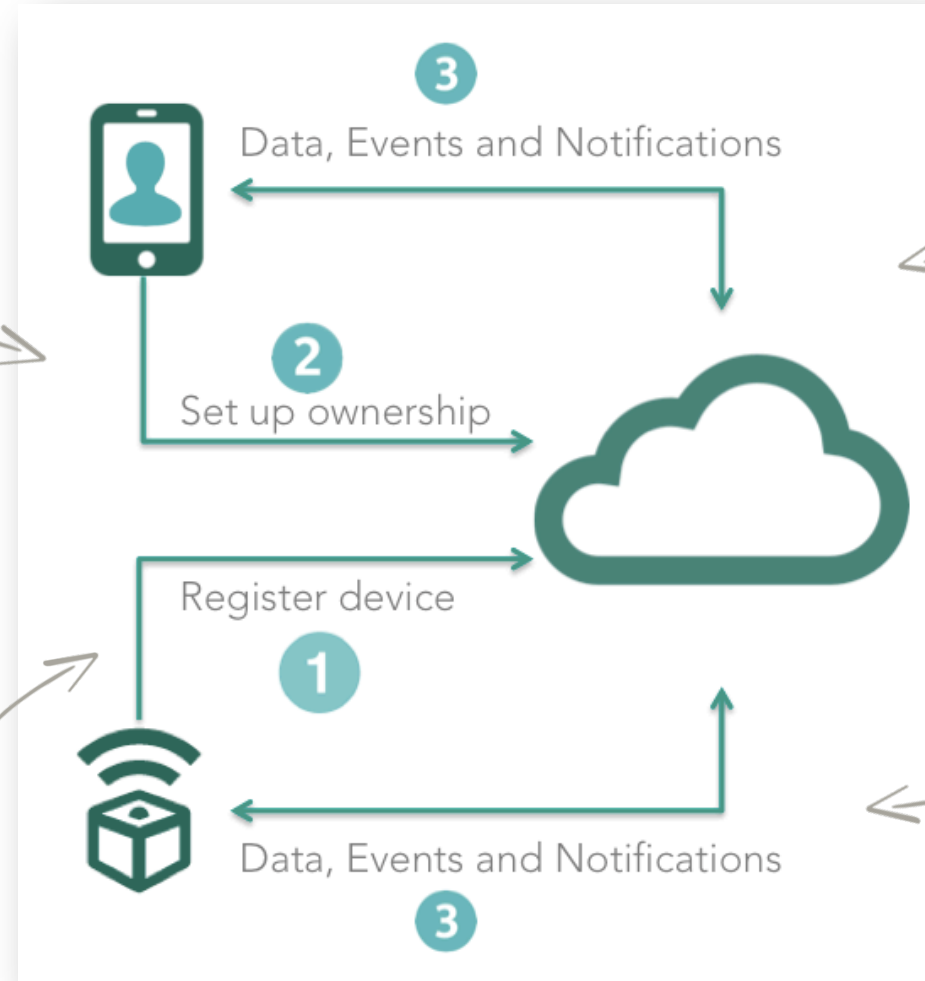 3
Data, Events and Notifications
2
Set up ownership
Register device
1
Data, Events and Notifications
3